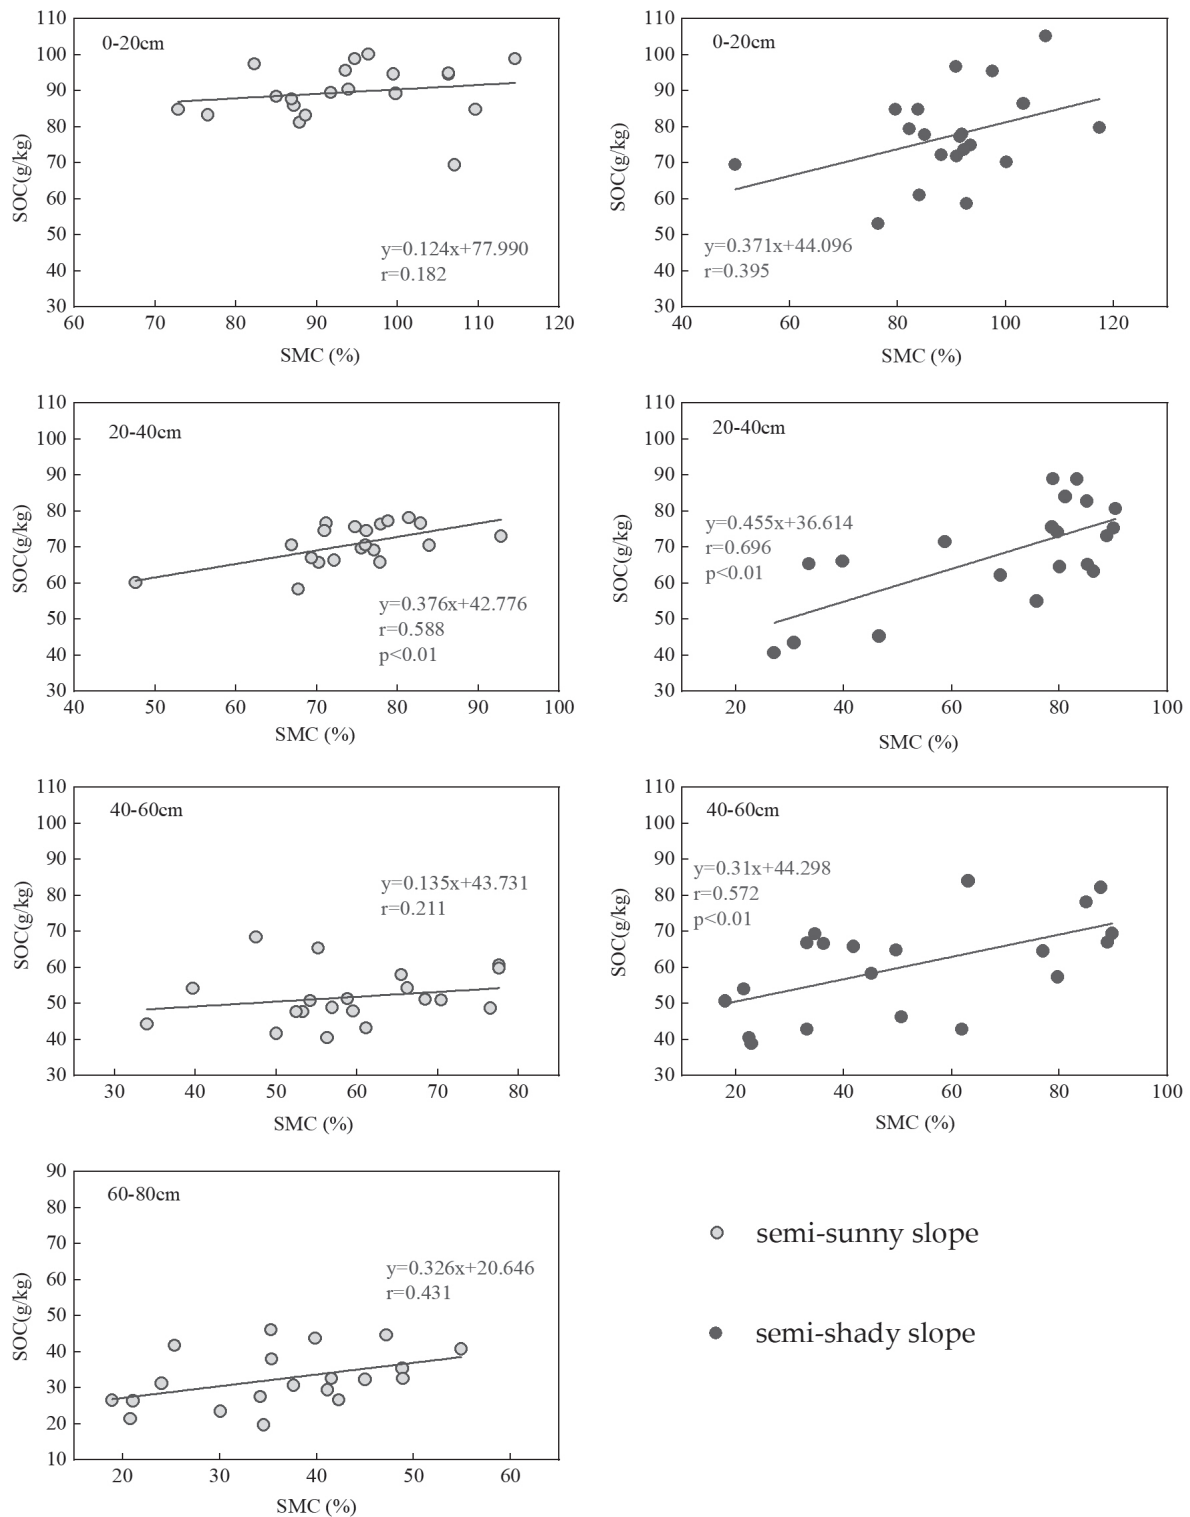 110
100
90
80
70
60
50
40
30
SOC(g/kg)
0-20cm
y=0.124x+77.990
r=0.182
60 70 80 90 100 110 120
SMC (%)
110
100
90
80
70
60
50
40
30
SOC(g/kg)
0-20cm
y=0.371x+44.096
r=0.395
40 60 80 100 120
SMC (%)
110
100
90
80
70
60
50
40
30
SOC(g/kg)
20-40cm
y=0.376x+42.776
r=0.588
p<0.01
40 50 60 70 80 90 100
SMC (%)
110
100
90
80
70
60
50
40
30
SOC(g/kg)
20-40cm
y=0.455x+36.614
r=0.696
p<0.01
20 40 60 80 100
SMC (%)
110
100
90
80
70
60
50
40
30
SOC(g/kg)
40-60cm
y=0.135x+43.731
r=0.211
30 40 50 60 70 80
SMC (%)
110
100
90
80
70
60
50
40
30
SOC(g/kg)
40-60cm
y=0.31x+44.298
r=0.572
p<0.01
20 40 60 80 100
SMC (%)
90
80
70
60
50
40
30
20
10
SOC(g/kg)
60-80cm
y=0.326x+20.646
r=0.431
20 30 40 50 60
SMC (%)
semi-sunny slope
semi-shady slope